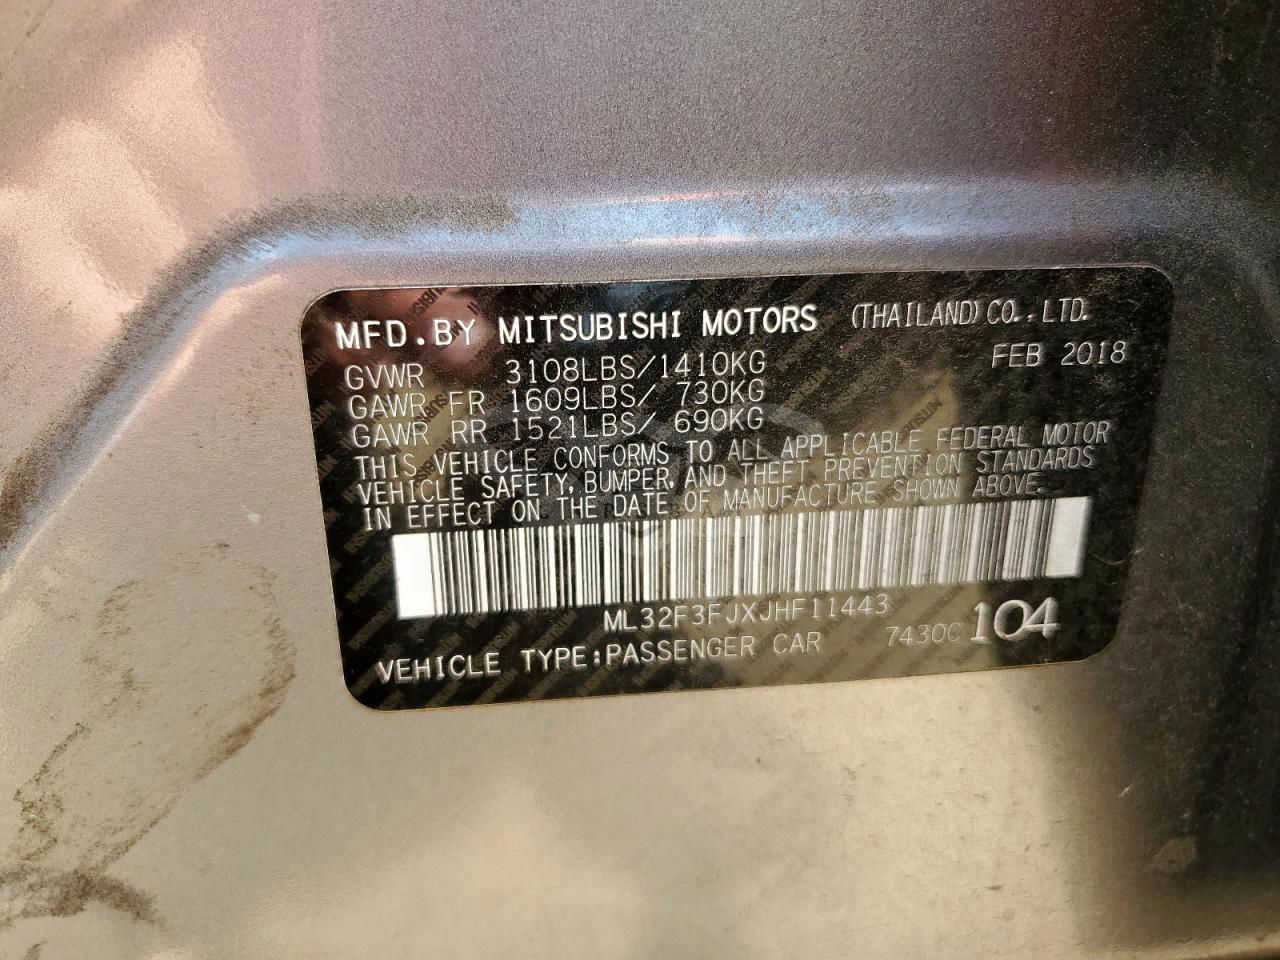 MFD.BY MITSUBISHI MOTORS (THAILAND) CO., LTD.
FEB 2018
GVWR 3108LBS/1410KG
GAWR FR 1609LBS/ 730KG
GAWR RR 1521LBS/ 690KG
THIS VEHICLE CONFORMS TO ALL APPLICABLE FEDERAL MOTOR
VEHICLE SAFETY, BUMPER, AND THEFT PREVENTION STANDARDS
IN EFFECT ON THE DATE OF MANUFACTURE SHOWN ABOVE.
ML32F3FJXJHF11443
VEHICLE TYPE:PASSENGER CAR 7430C 104